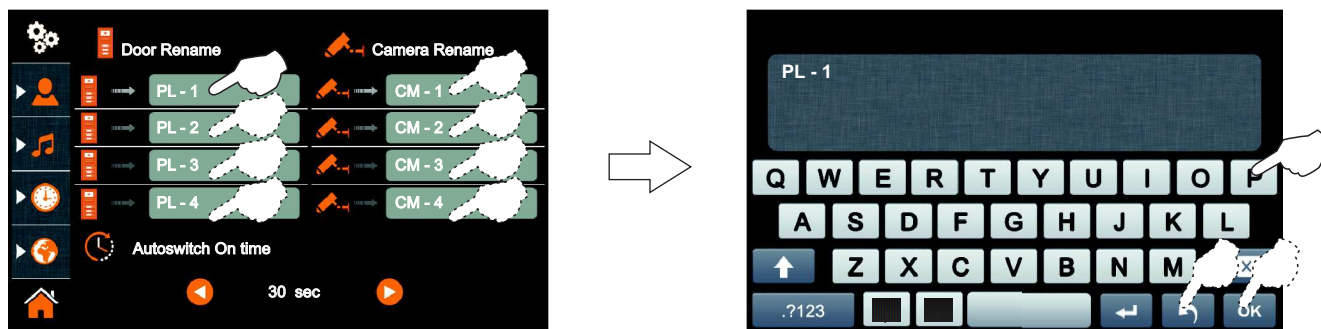 Door Rename Camera Rename
PL - 1 CM - 1
PL - 2 CM - 2
PL - 3 CM - 3
PL - 4 CM - 4
Autoswitch On time
30 sec
PL - 1
Q W E R T Y U I O P
A S D F G H J K L
Z X C V B N M
.?123 OK